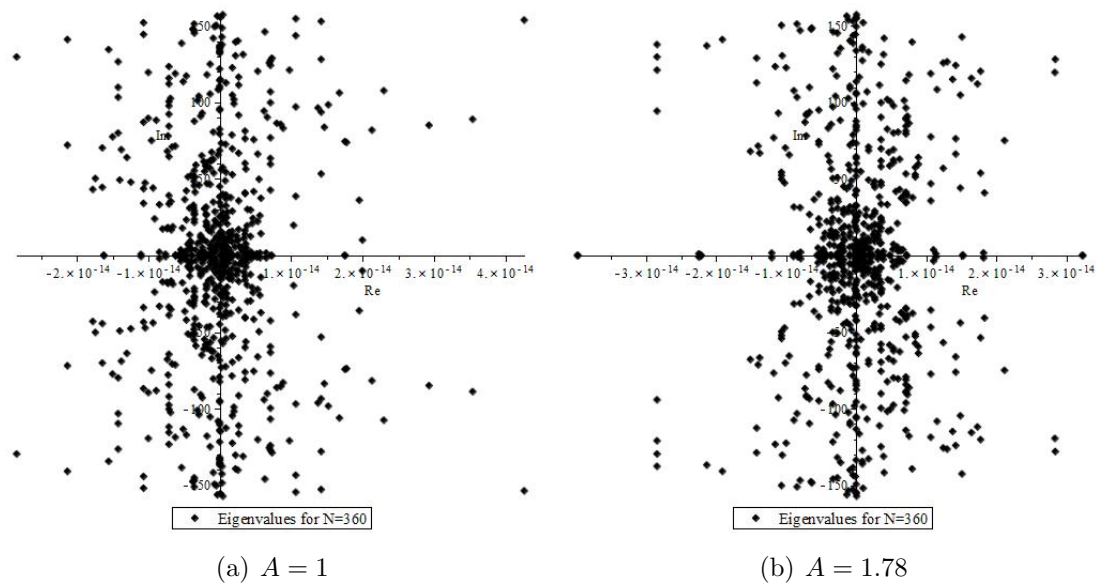 150
100
Im
50
-2.×10⁻¹⁴ -1.×10⁻¹⁴ 1.×10⁻¹⁴ 2.×10⁻¹⁴ 3.×10⁻¹⁴ 4.×10⁻¹⁴
Re
-50
-100
-150
Eigenvalues for N=360
(a) A = 1
150
100
Im
50
-3.×10⁻¹⁴ -2.×10⁻¹⁴ -1.×10⁻¹⁴ 1.×10⁻¹⁴ 2.×10⁻¹⁴ 3.×10⁻¹⁴
Re
-50
-100
-150
Eigenvalues for N=360
(b) A = 1.78